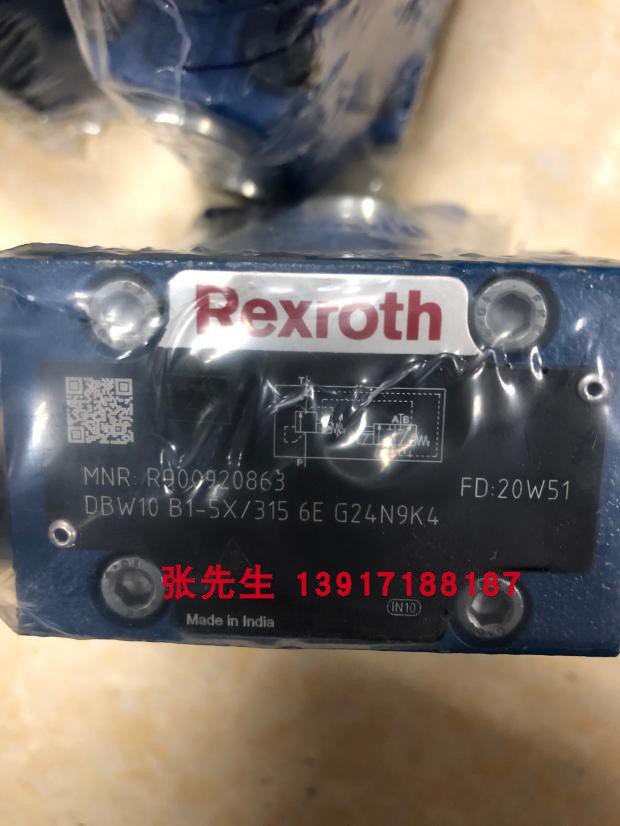 Rexroth
T
A B
P
MNR: R900920863
FD:20W51
DBW10 B1-5X/315 6E G24N9K4
张先生 13917188187
IN10
Made in India